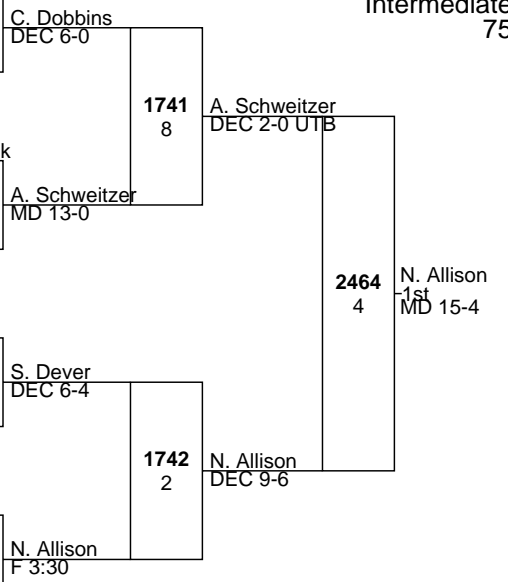 Intermediate
75
C. Dobbins
DEC 6-0
1741
8
A. Schweitzer
DEC 2-0 UTB
k
A. Schweitzer
MD 13-0
2464
4
N. Allison
1st
MD 15-4
S. Dever
DEC 6-4
1742
2
N. Allison
DEC 9-6
N. Allison
F 3:30